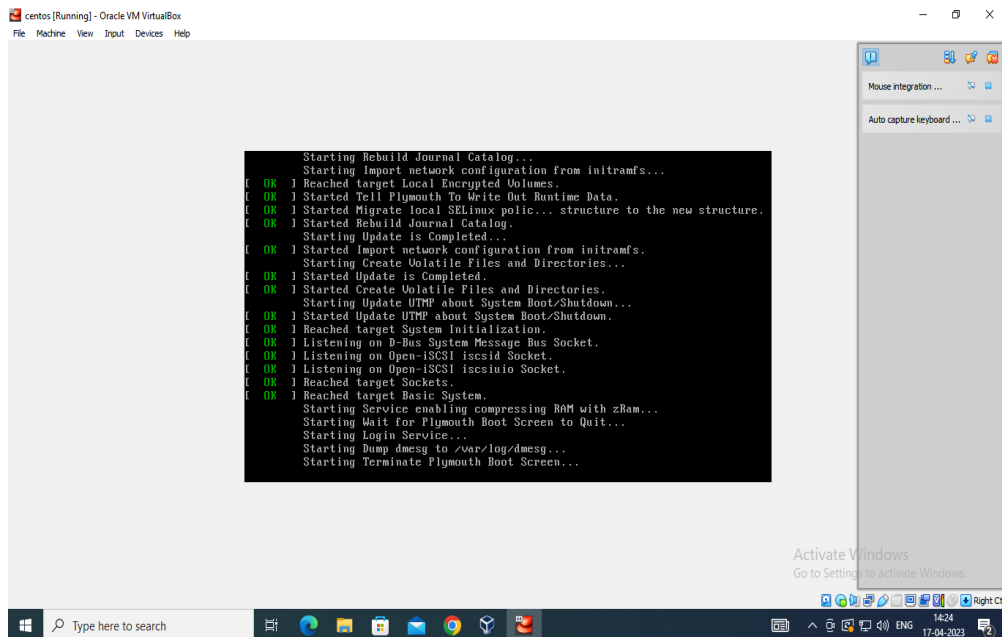 centos [Running] - Oracle VM VirtualBox
File Machine View Input Devices Help
Mouse integration ...
Auto capture keyboard ...
Starting Rebuild Journal Catalog...
Starting Import network configuration from initramfs...
[ OK ] Reached target Local Encrypted Volumes.
[ OK ] Started Tell Plymouth To Write Out Runtime Data.
[ OK ] Started Migrate local SELinux polic... structure to the new structure.
[ OK ] Started Rebuild Journal Catalog.
Starting Update is Completed...
[ OK ] Started Import network configuration from initramfs.
Starting Create Volatile Files and Directories...
[ OK ] Started Update is Completed.
[ OK ] Started Create Volatile Files and Directories.
Starting Update UTMP about System Boot/Shutdown...
[ OK ] Started Update UTMP about System Boot/Shutdown.
[ OK ] Reached target System Initialization.
[ OK ] Listening on D-Bus System Message Bus Socket.
[ OK ] Listening on Open-iSCSI iscsid Socket.
[ OK ] Listening on Open-iSCSI iscsiuio Socket.
[ OK ] Reached target Sockets.
[ OK ] Reached target Basic System.
Starting Service enabling compressing RAM with zRam...
Starting Wait for Plymouth Boot Screen to Quit...
Starting Login Service...
Starting Dump dmesg to /var/log/dmesg...
Starting Terminate Plymouth Boot Screen...
Activate Windows
Go to Settings to activate Windows.
Right Ct
Type here to search
ENG
14:24
17-04-2023